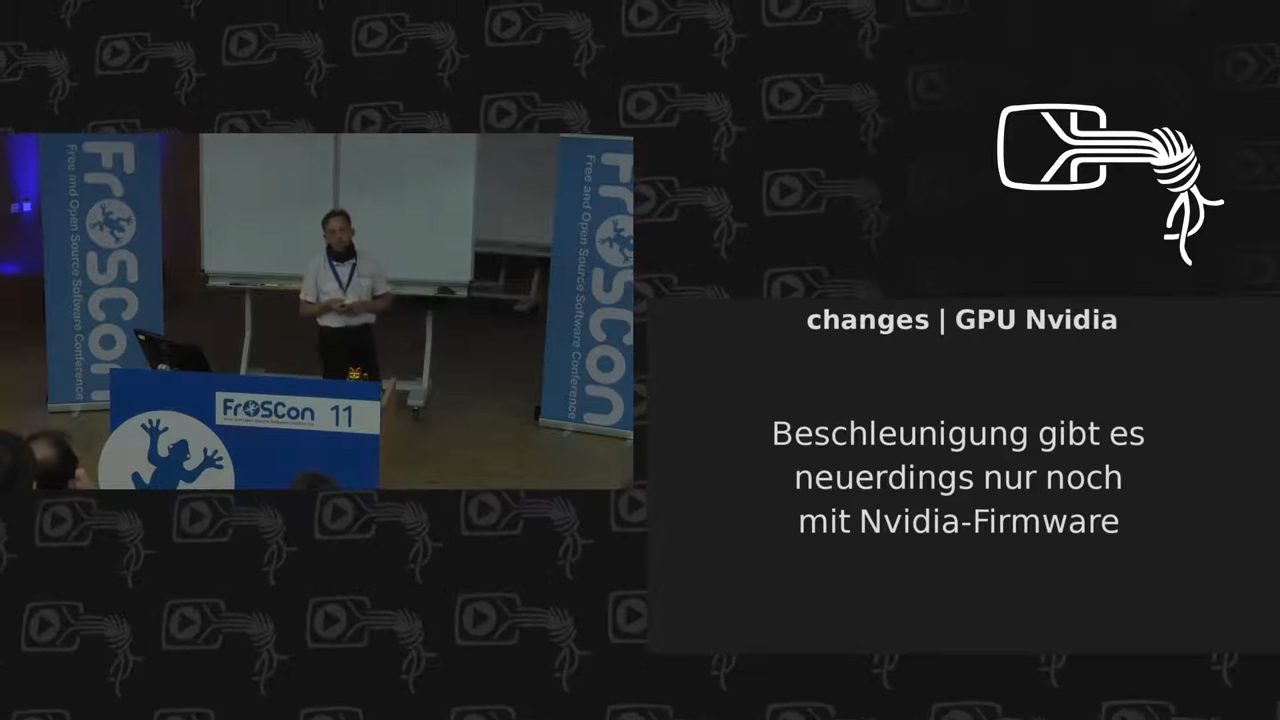 FrOSCon
Free and Open Source Software Conference
FrOSCon
Free and Open Source Software Conference
FrOSCon 11
changes | GPU Nvidia
Beschleunigung gibt es
neuerdings nur noch
mit Nvidia-Firmware